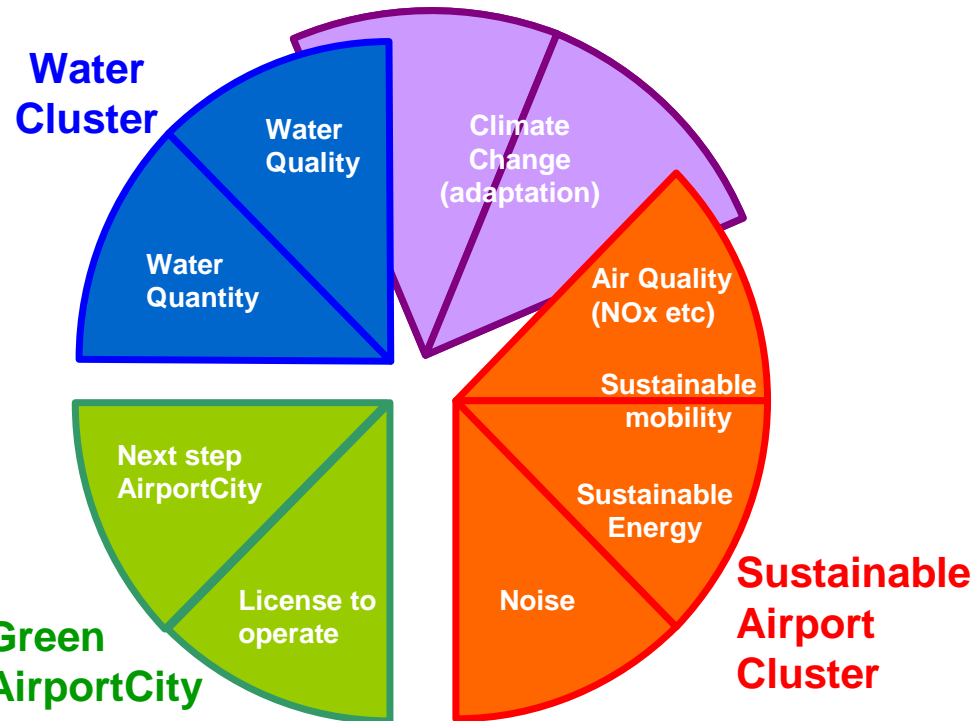 Water
Cluster
Water
Quality
Climate
Change
(adaptation)
Water
Quantity
Air Quality
(NOx etc)
Sustainable
mobility
Next step
AirportCity
Sustainable
Energy
License to
operate
Noise
Sustainable
Airport
Cluster
Green
AirportCity